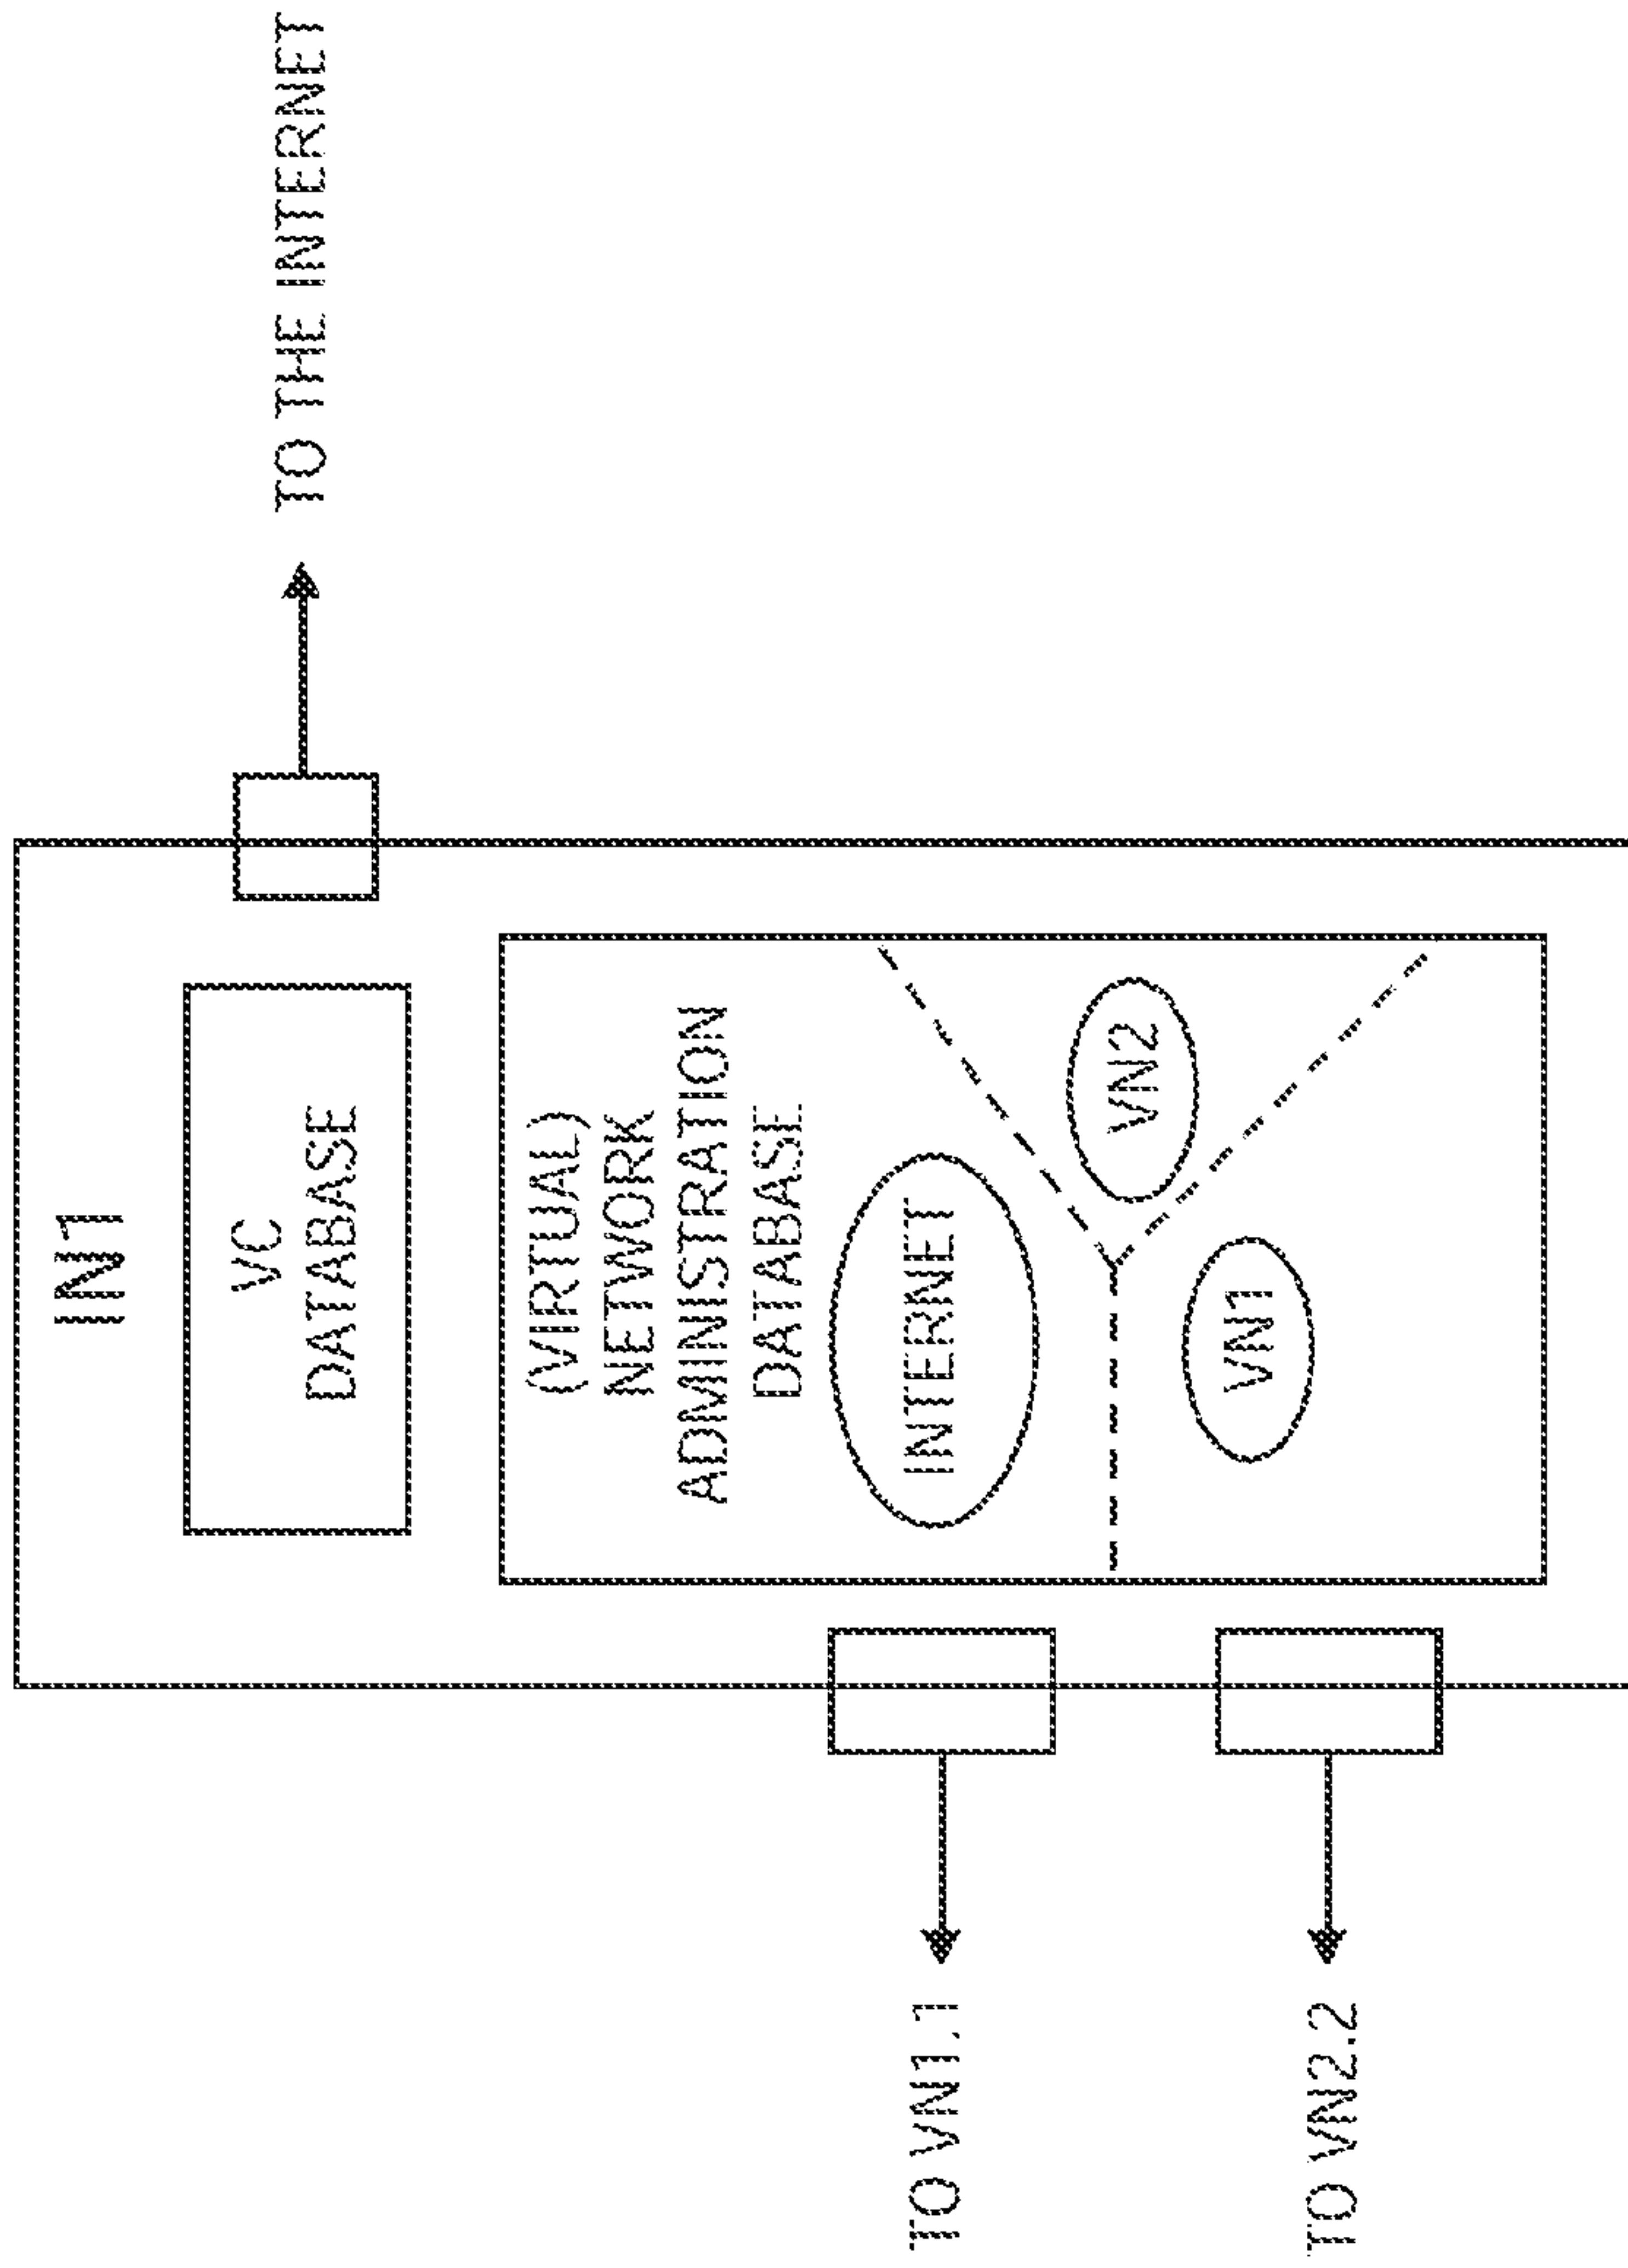 IN1
TO THE INTERNET
VC
DATABASE
(VIRTUAL)
NETWORK
ADMINISTRATION
DATABASE
INTERNET
VN2
VN1
TO VN1.1
TO VN2.2